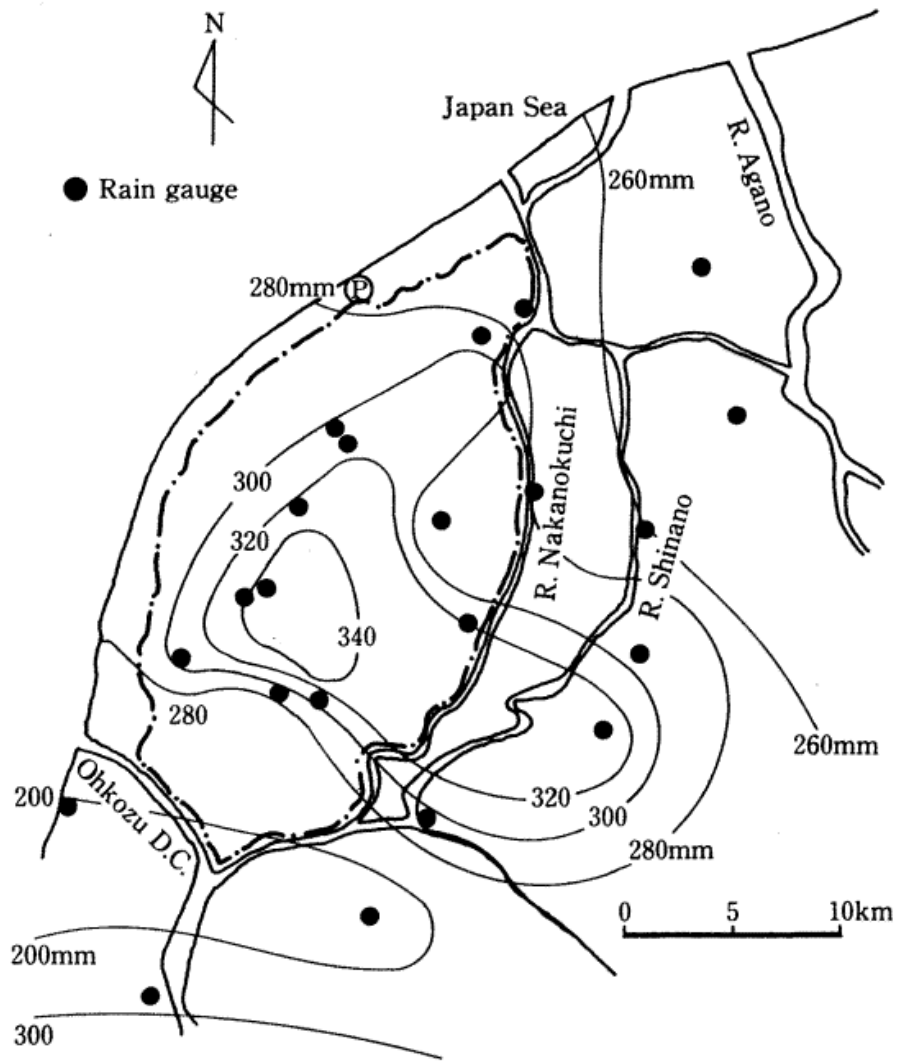 N
Japan Sea
Rain gauge
R. Agano
260mm
280mm
P
R. Nakanokuchi
300
320
R. Shinano
340
280
260mm
Ohkozu D.C.
200
320
300
280mm
0 5 10km
200mm
300